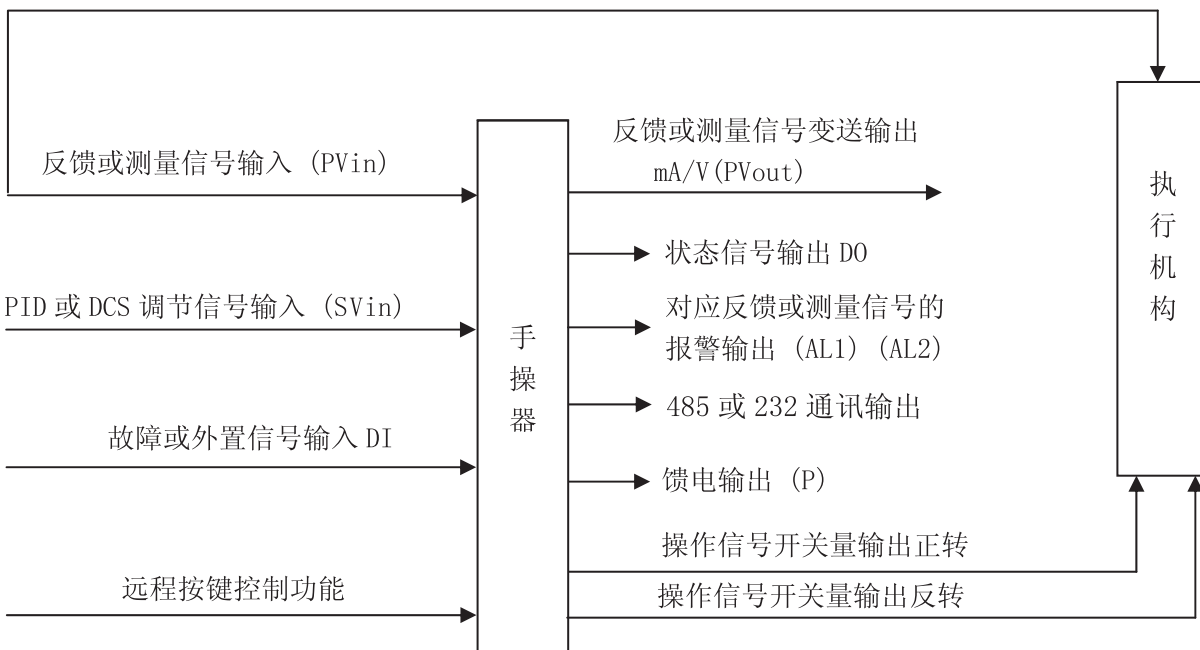 反馈或测量信号输入 (PVin)
PID 或 DCS 调节信号输入 (SVin)
故障或外置信号输入 DI
远程按键控制功能
手
操
器
反馈或测量信号变送输出
mA/V(PVout)
状态信号输出 DO
对应反馈或测量信号的
报警输出 (AL1) (AL2)
485 或 232 通讯输出
馈电输出 (P)
操作信号开关量输出正转
操作信号开关量输出反转
执
行
机
构